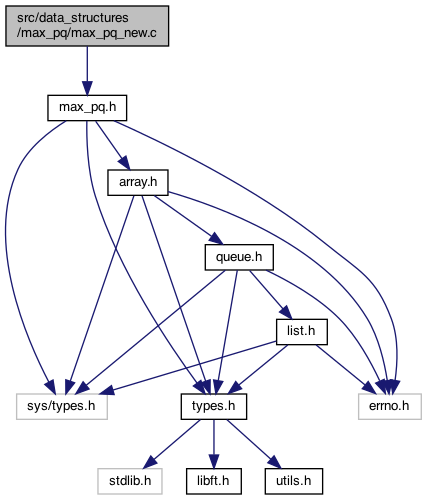 src/data_structures
/max_pq/max_pq_new.c
max_pq.h
array.h
queue.h
list.h
sys/types.h
types.h
errno.h
stdlib.h
libft.h
utils.h